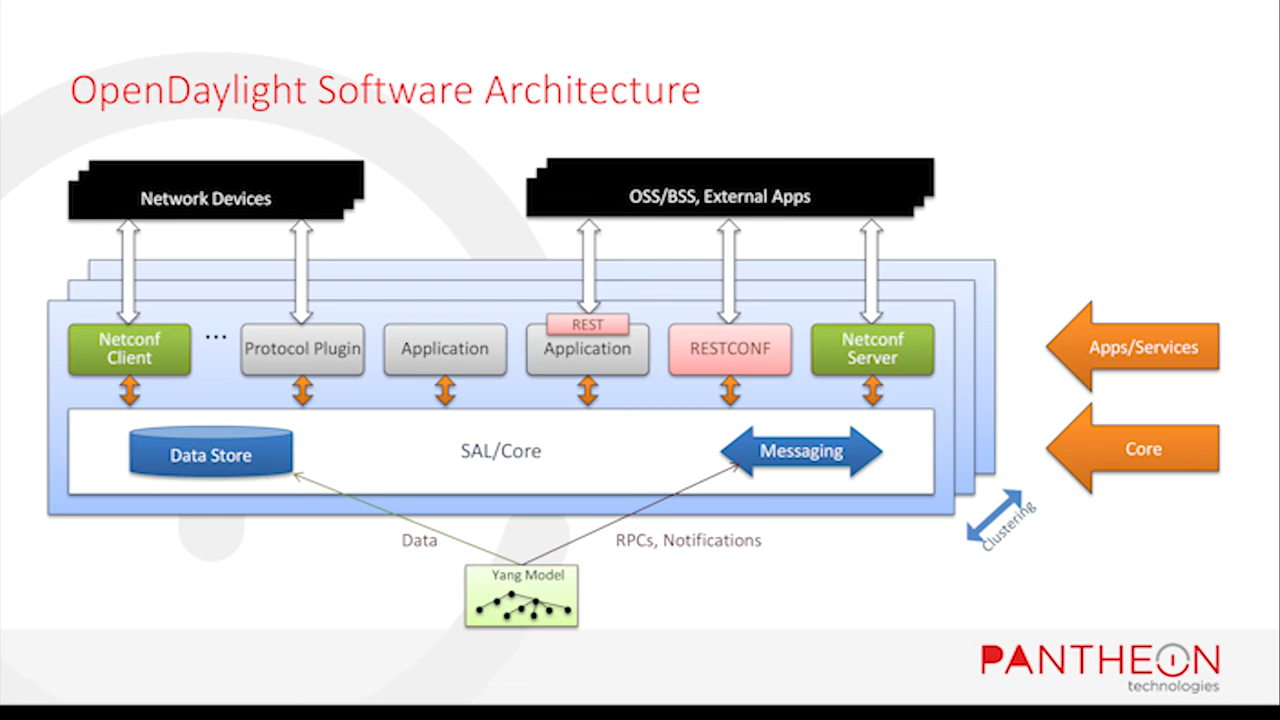 OpenDaylight Software Architecture
Network Devices
OSS/BSS, External Apps
Netconf
Client
...
Protocol Plugin
Application
REST
Application
RESTCONF
Netconf
Server
Apps/Services
Data Store
SAL/Core
Messaging
Core
Clustering
Data
RPCs, Notifications
Yang Model
PANTHEON
technologies